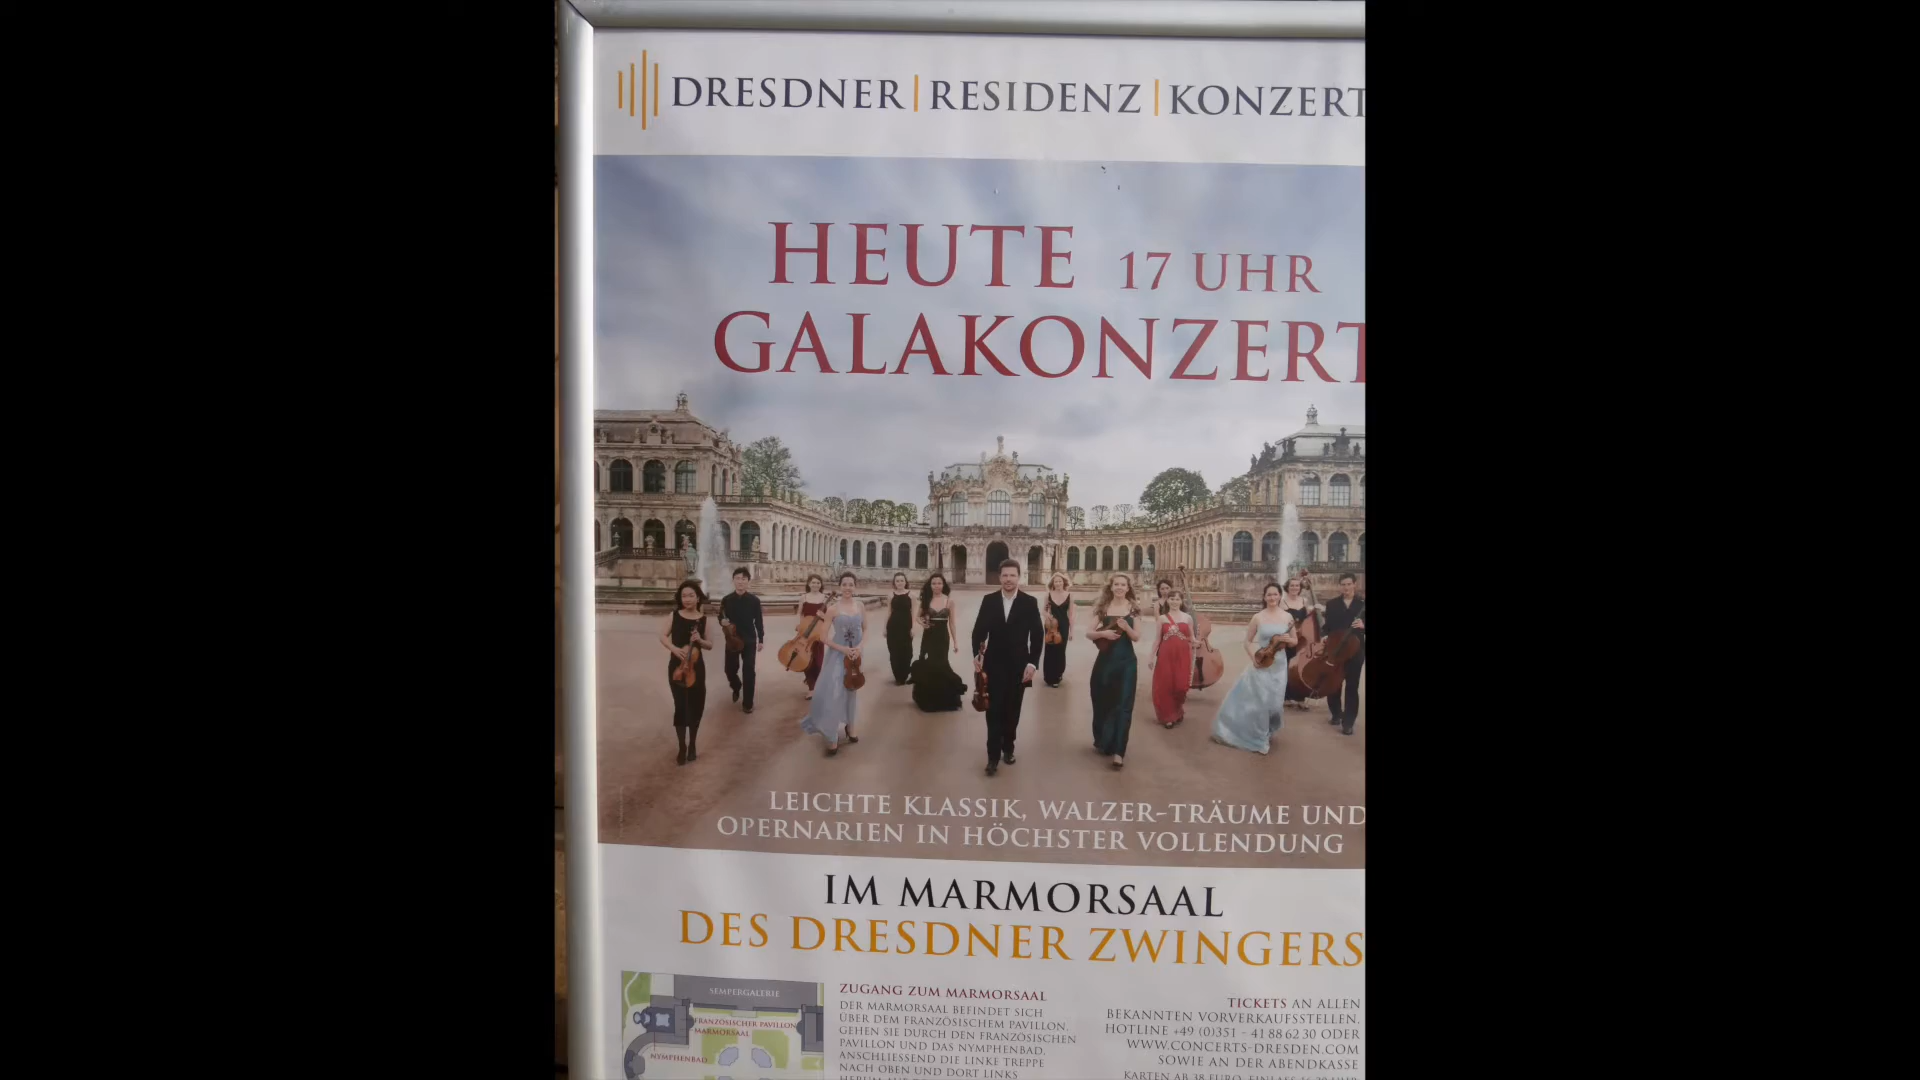 DRESDNER RESIDENZ KONZERT
HEUTE 17 UHR
GALAKONZERT
LEICHTE KLASSIK, WALZER-TRÄUME UND
OPERNARIEN IN HÖCHSTER VOLLENDUNG
IM MARMORSAAL
DES DRESDNER ZWINGERS
SEMPERGALERIE
FRANZÖSISCHER PAVILLON
MARMORSAAL
NYMPHENBAD
ZUGANG ZUM MARMORSAAL
DER MARMORSAAL BEFINDET SICH
ÜBER DEM FRANZÖSISCHEM PAVILLON.
GEHEN SIE DURCH DEN FRANZÖSISCHEN
PAVILLON UND DAS NYMPHENBAD,
ANSCHLIESSEND DIE LINKE TREPPE
NACH OBEN UND DORT LINKS
TICKETS AN ALLEN
BEKANNTEN VORVERKAUFSSTELLEN.
HOTLINE +49 (0)351 - 41 88 62 30 ODER
WWW.CONCERTS-DRESDEN.COM
SOWIE AN DER ABENDKASSE
KARTEN AB 38 EURO,